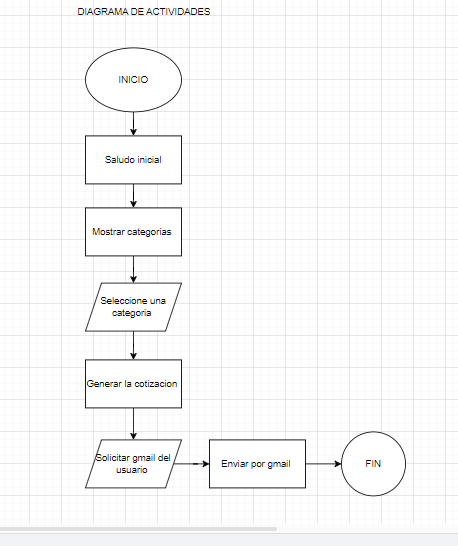 DIAGRAMA DE ACTIVIDADES
INICIO
Saludo inicial
Mostrar categorias
Seleccione una
categoria
Generar la cotizacion
Solicitar gmail del
usuario
Enviar por gmail
FIN